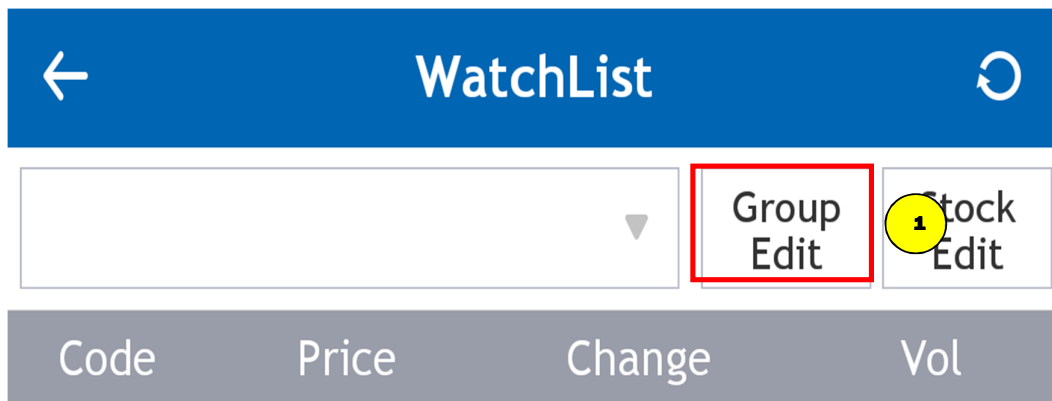 WatchList
Group
Edit
1
Stock
Edit
Code Price Change Vol